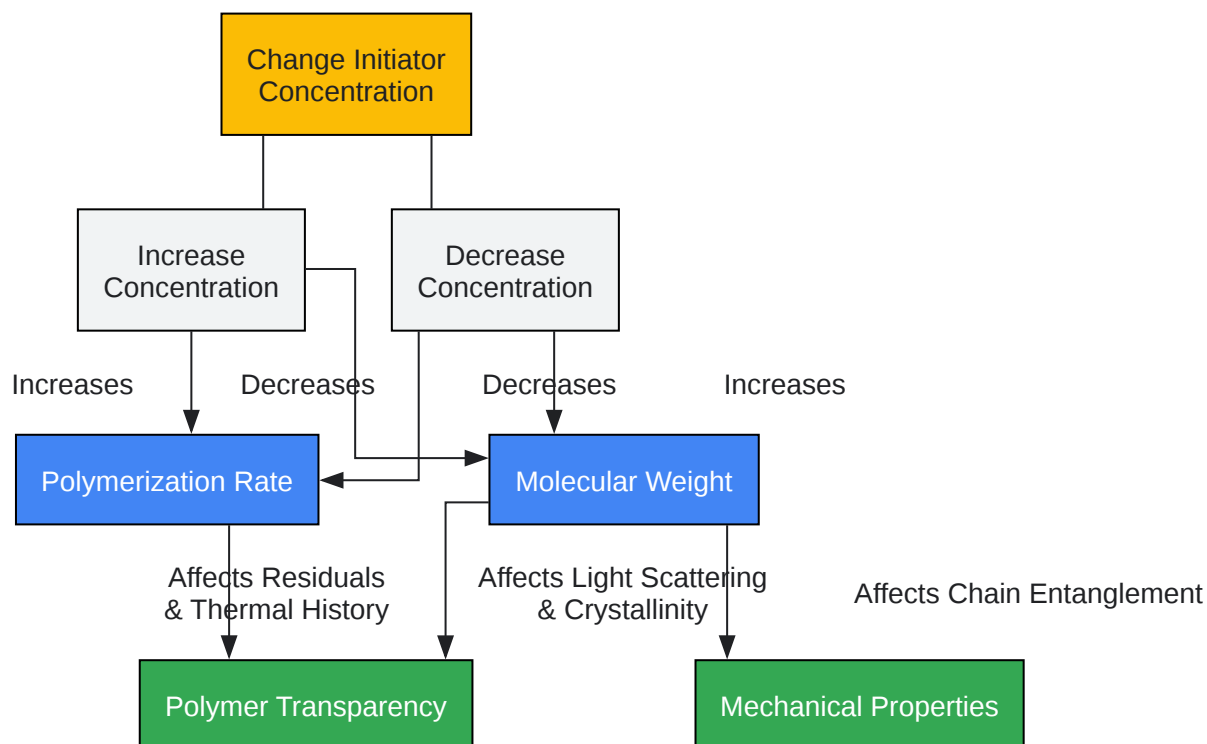 Change Initiator
Concentration
Increase
Concentration
Decrease
Concentration
Increases
Decreases
Decreases
Increases
Polymerization Rate
Molecular Weight
Affects Residuals
& Thermal History
Affects Light Scattering
& Crystallinity
Affects Chain Entanglement
Polymer Transparency
Mechanical Properties